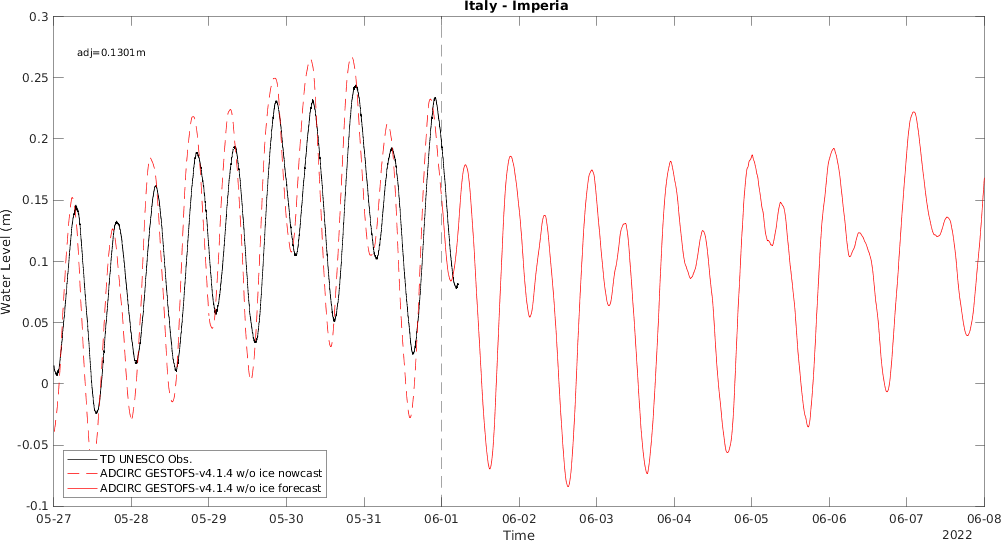 Italy - Imperia
adj=0.1301m
0.3
0.25
0.2
0.15
0.1
0.05
0
-0.05
-0.1
Water Level (m)
TD UNESCO Obs.
ADCIRC GESTOFS-v4.1.4 w/o ice nowcast
ADCIRC GESTOFS-v4.1.4 w/o ice forecast
05-27 05-28 05-29 05-30 05-31 06-01 06-02 06-03 06-04 06-05 06-06 06-07 06-08
Time
2022